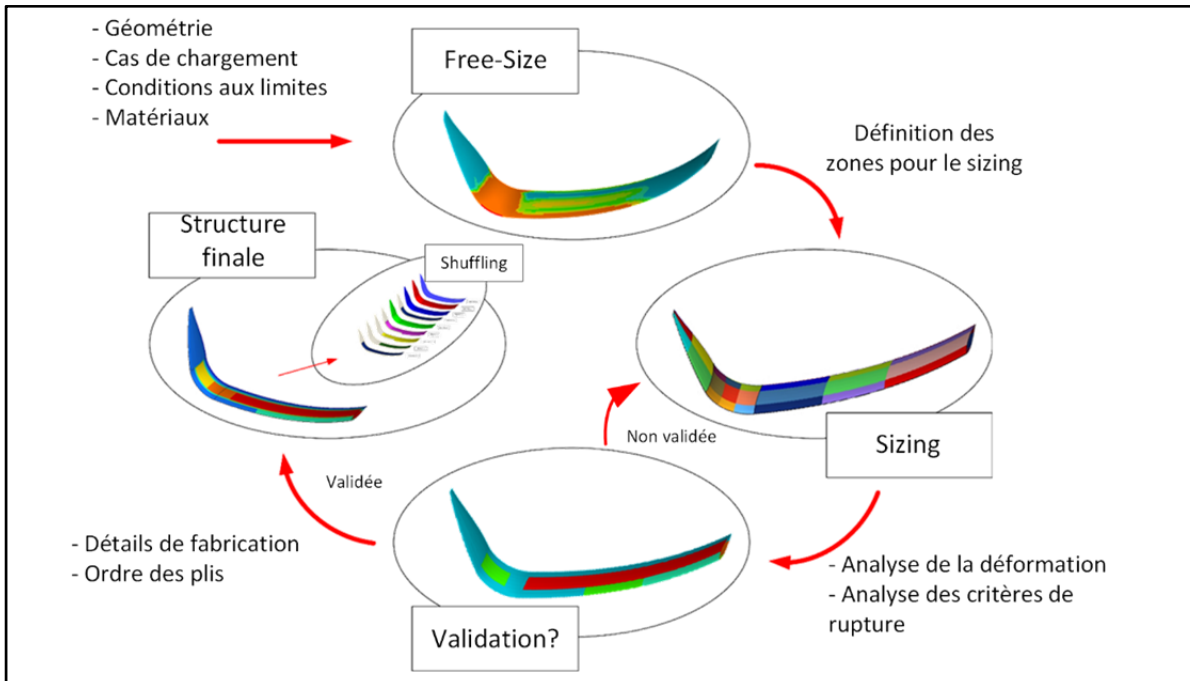 - Géométrie
- Cas de chargement
- Conditions aux limites
- Matériaux
Free-Size
Définition des
zones pour le sizing
Structure
finale
Shuffling
Sizing
Non validée
Validée
- Détails de fabrication
- Ordre des plis
- Analyse de la déformation
- Analyse des critères de
rupture
Validation?